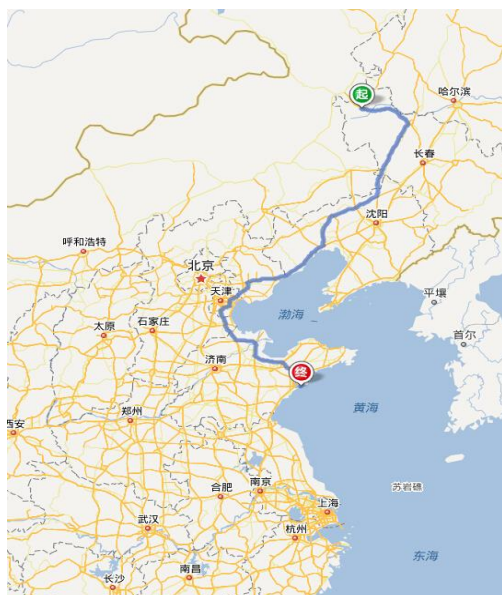 起
哈尔滨
长春
沈阳
呼和浩特
北京
天津
平壤
渤海
首尔
石家庄
太原
济南
终
黄海
郑州
西安
苏岩礁
南京
合肥
上海
武汉
杭州
东海
南昌
长沙